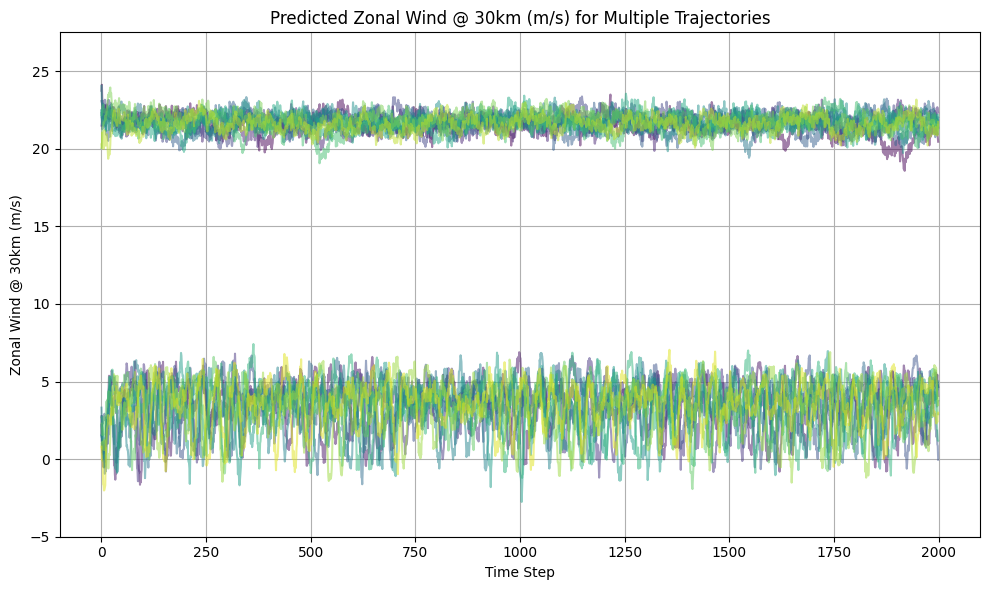 Predicted Zonal Wind @ 30km (m/s) for Multiple Trajectories
Zonal Wind @ 30km (m/s)
25
20
15
10
5
0
−5
0 250 500 750 1000 1250 1500 1750 2000
Time Step